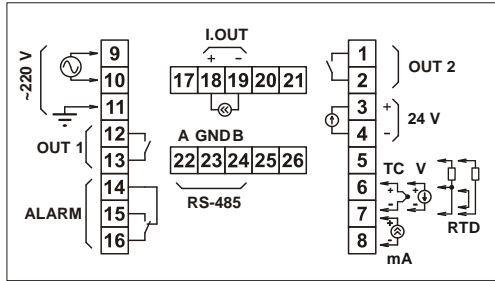 I.OUT
+ −
17 18 19 20 21
~220 V
9
10
11
OUT 1
12
13
ALARM
14
15
16
A GND B
22 23 24 25 26
RS-485
1
2
OUT 2
3 +
4 −
24 V
5
6
7
8
TC V
+ +
− −
+
−
mA
RTD